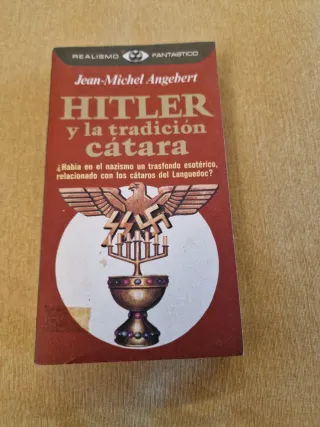 REALISMO FANTASTICO
Jean-Michel Angebert
HITLER
y la tradición
cátara
¿Había en el nazismo un trasfondo esotérico,
relacionado con los cátaros del Languedoc?